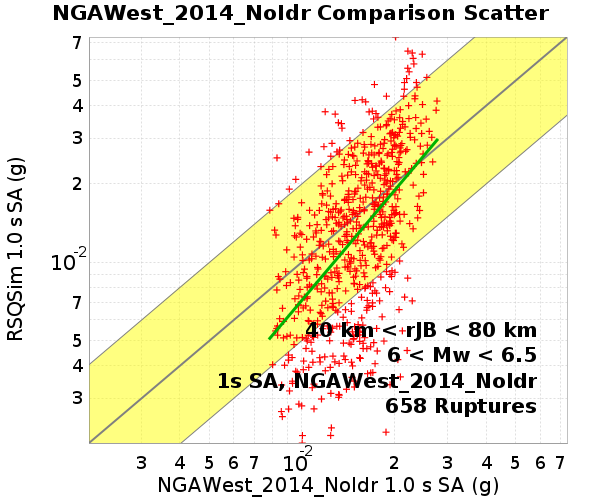 NGAWest_2014_NoIdr Comparison Scatter
7
5
4
3
2
10-2
7
5
4
3
RSQSim 1.0 s SA (g)
40 km < rJB < 80 km
6 < Mw < 6.5
1s SA, NGAWest_2014_NoIdr
658 Ruptures
3 4 5 6 7 10-2 2 3 4 5 6 7
NGAWest_2014_NoIdr 1.0 s SA (g)